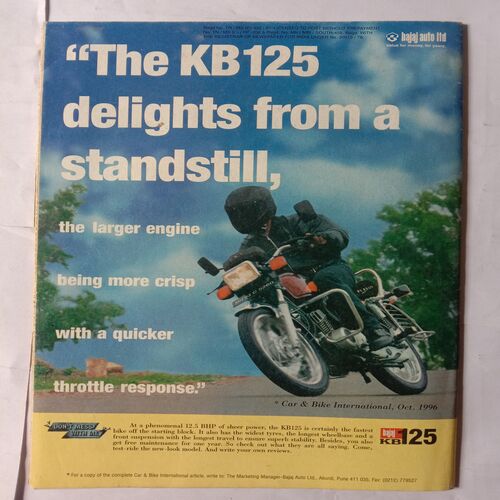 bajaj auto ltd
value for money, for years.
"The KB125
delights from a
standstill,
the larger engine
being more crisp
with a quicker
throttle response."
* Car & Bike International, Oct. 1996
DON'T MESS
WITH ME
At a phenomenal 12.5 BHP of sheer power, the KB125 is certainly the fastest
bike off the starting block. It also has the widest tyres, the longest wheelbase and a
front suspension with the longest travel to ensure superb stability. Besides, you also
get free maintenance for one year. So check out what they are all saying. Come,
test-ride the new-look model. And write your own reviews.
bajaj
KB125
* For a copy of the complete Car & Bike International article, write to: The Marketing Manager-Bajaj Auto Ltd., Akurdi, Pune 411 035, Fax: (0212)